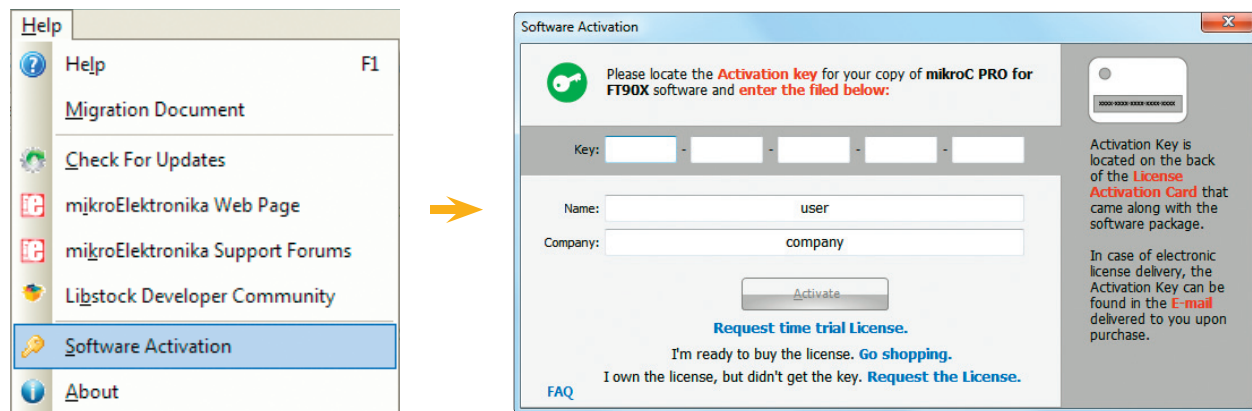 Help
Help F1
Migration Document
Check For Updates
mikroElektronika Web Page
mikroElektronika Support Forums
Libstock Developer Community
Software Activation
About
Software Activation
Please locate the Activation key for your copy of mikroC PRO for
FT90X software and enter the filed below:
Key: - - - -
Name: user
Company: company
Activate
Request time trial License.
I'm ready to buy the license. Go shopping.
I own the license, but didn't get the key. Request the License.
FAQ
xxxx-xxxx-xxxx-xxxx-xxxx
Activation Key is
located on the back
of the License
Activation Card that
came along with the
software package.
In case of electronic
license delivery, the
Activation Key can be
found in the E-mail
delivered to you upon
purchase.